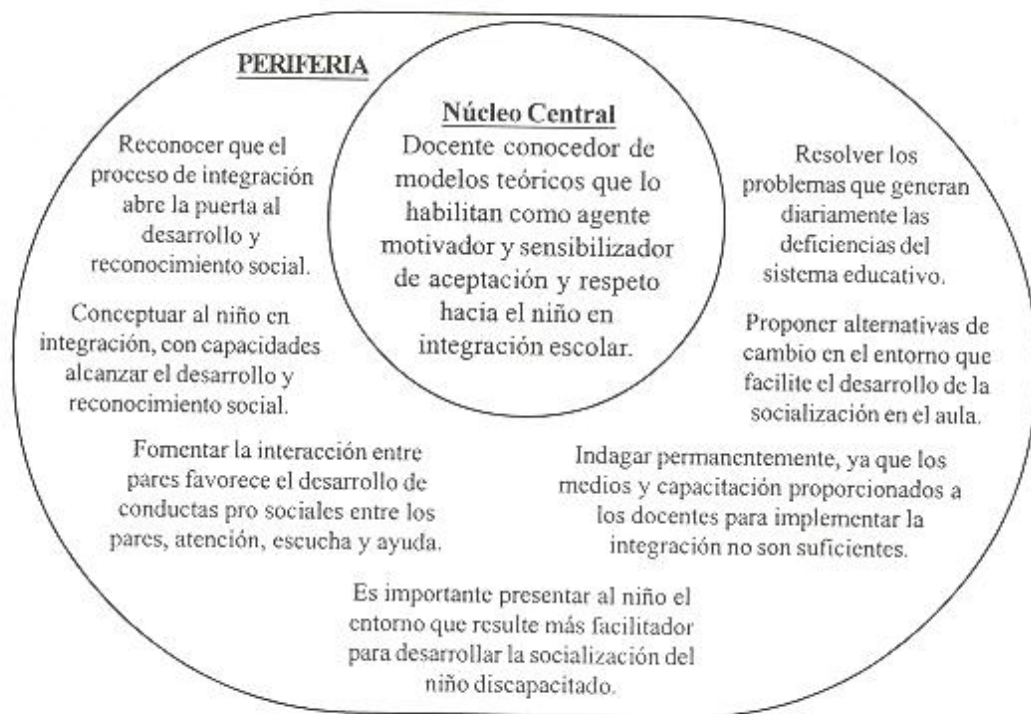 PERIFERIA
Núcleo Central
Docente conocedor de
modelos teóricos que lo
habilitan como agente
motivador y sensibilizador
de aceptación y respeto
hacia el niño en
integración escolar.
Reconocer que el
proceso de integración
abre la puerta al
desarrollo y
reconocimiento social.
Conceptuar al niño en
integración, con capacidades
alcanzar el desarrollo y
reconocimiento social.
Fomentar la interacción entre
pares favorece el desarrollo de
conductas pro sociales entre los
pares, atención, escucha y ayuda.
Resolver los
problemas que generan
diariamente las
deficiencias del
sistema educativo.
Proponer alternativas de
cambio en el entorno que
facilite el desarrollo de la
socialización en el aula.
Indagar permanentemente, ya que los
medios y capacitación proporcionados a
los docentes para implementar la
integración no son suficientes.
Es importante presentar al niño el
entorno que resulte más facilitador
para desarrollar la socialización del
niño discapacitado.